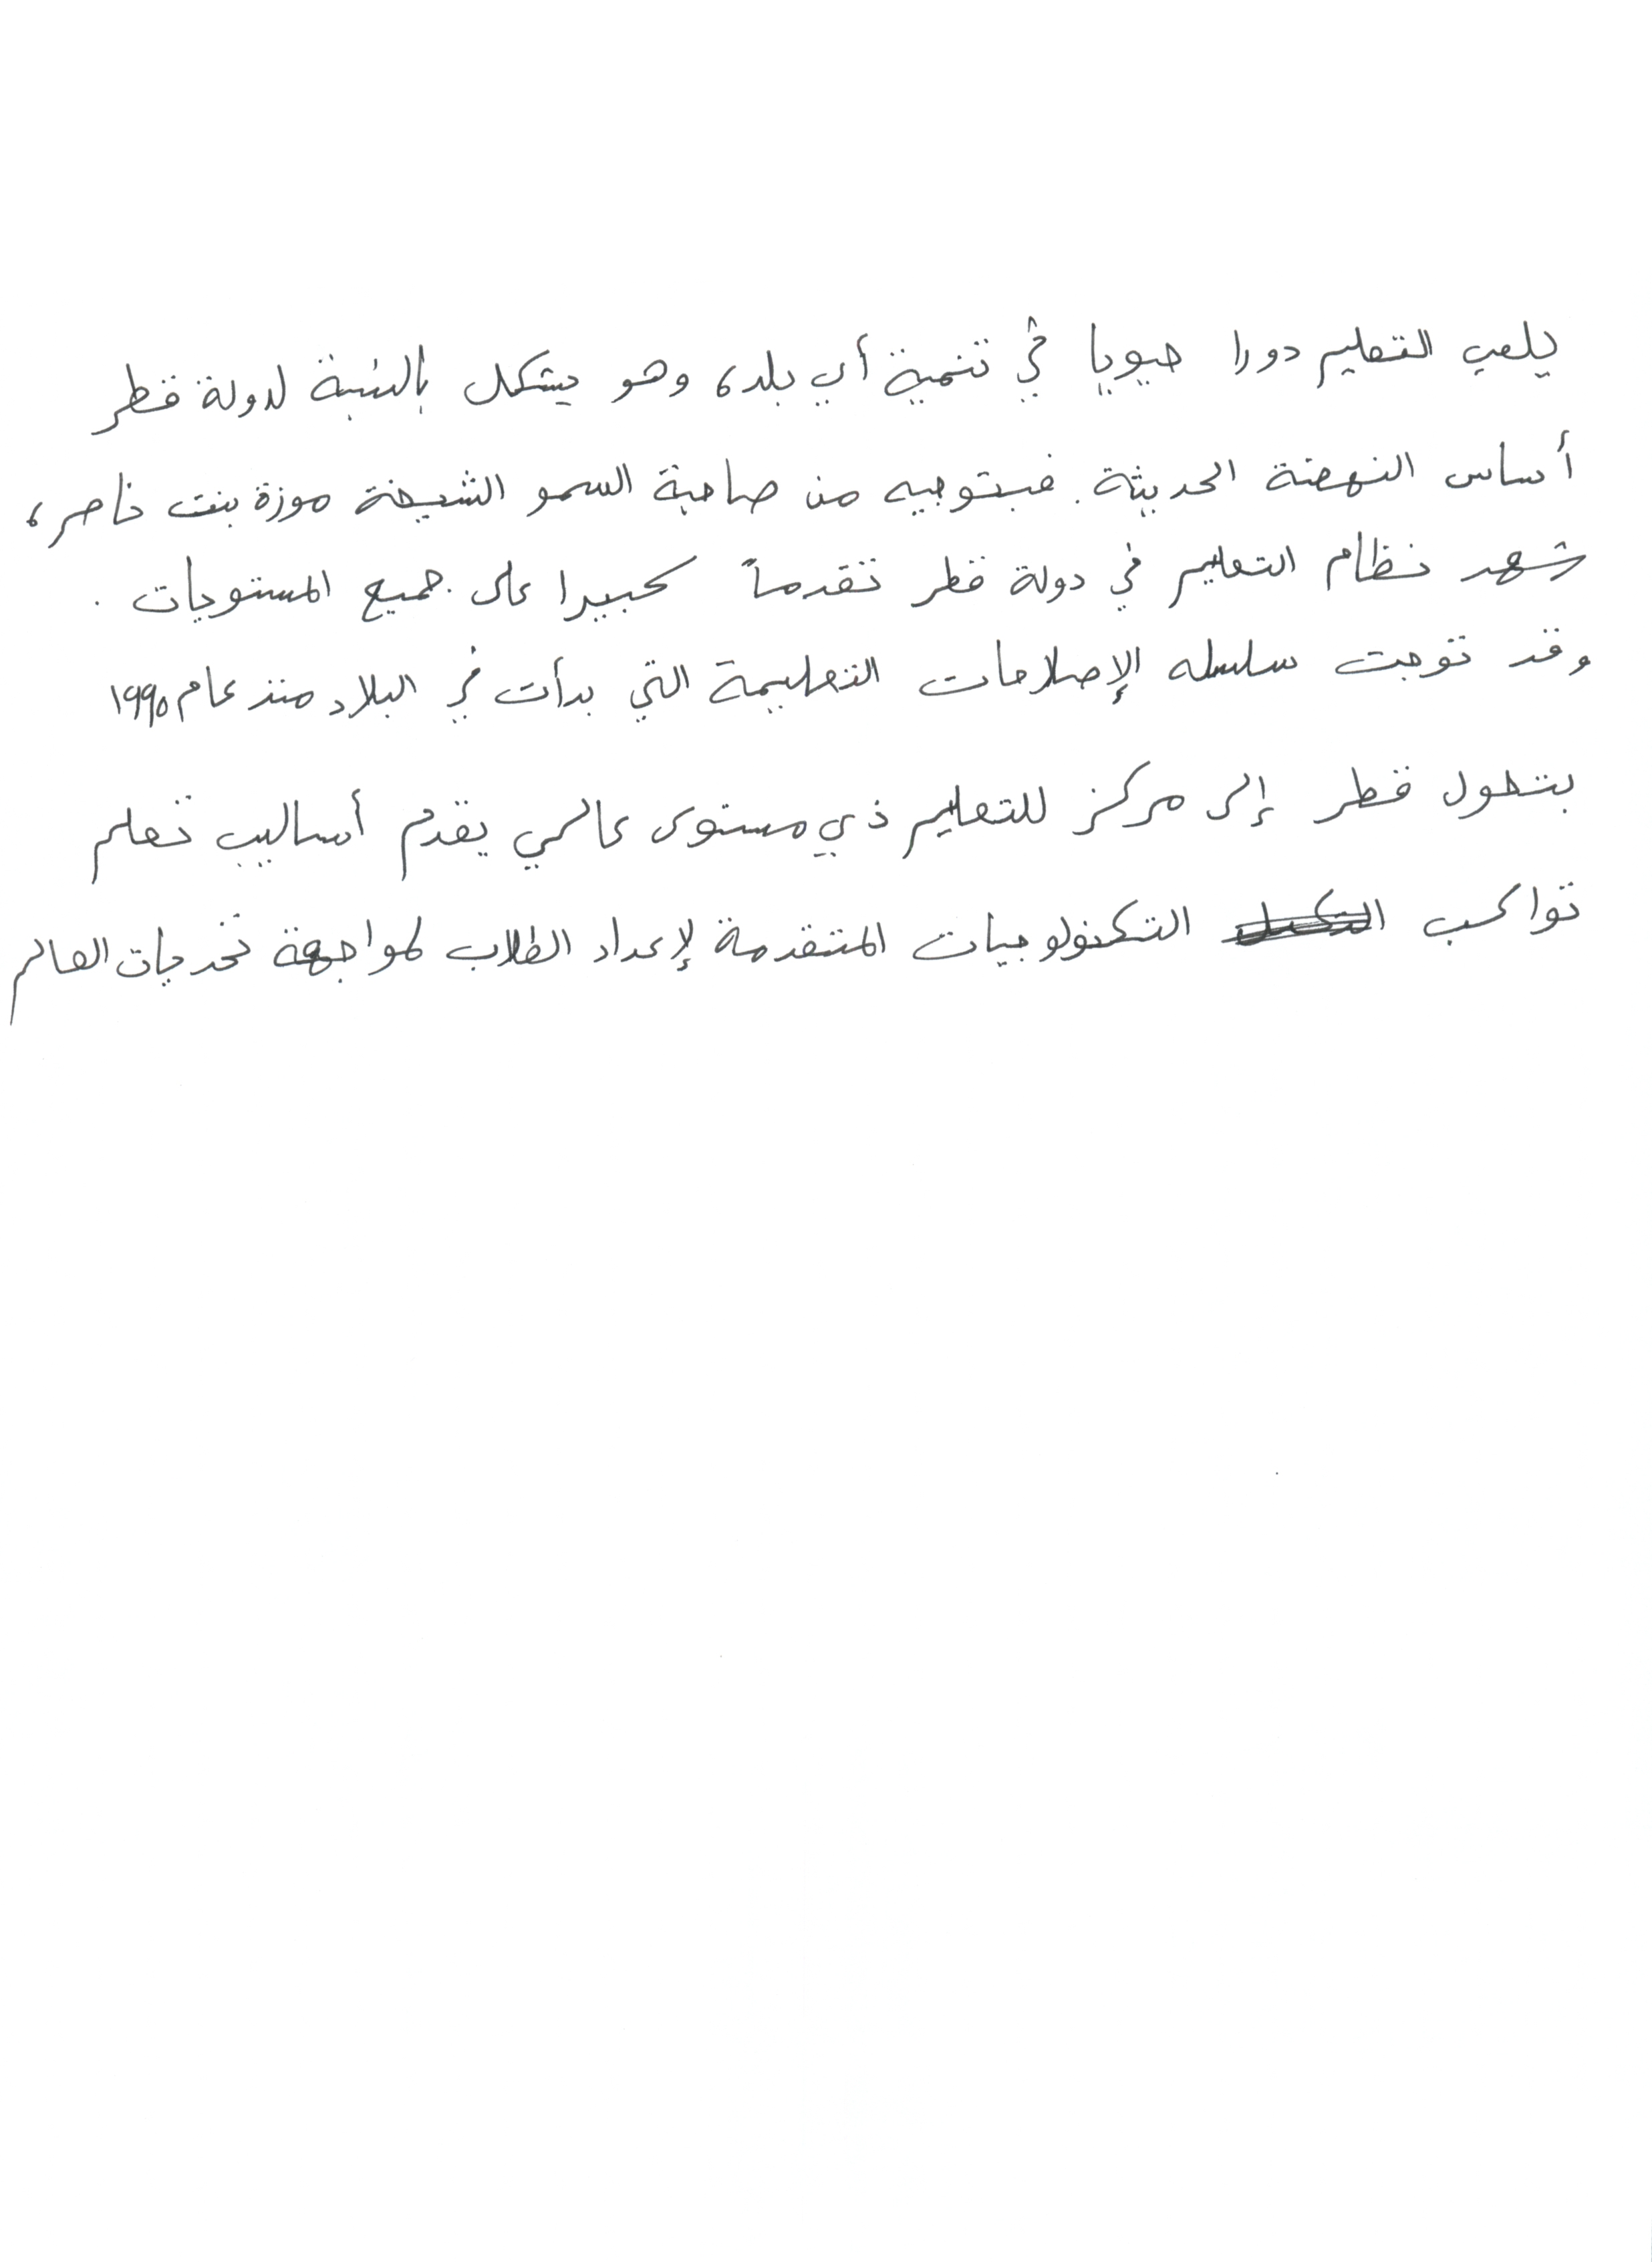 يلعب التعليم دورا حيويا في تنمية أي بلد، وهو يشكل بالنسبة لدولة قطر
أساس النهضة الحديثة. فبتوجيه من صاحبة السمو الشيخة موزة بنت ناصر،
شهد نظام التعليم في دولة قطر تقدماً كبيرا على جميع المستويات.
وقد توجت سلسله الإصلاحات التعليمية التي بدأت في البلاد منذ عام ١٩٩٥
بتحول قطر إلى مركز للتعليم ذي مستوى عالمي يقدم أساليب تعلم
تواكب التكنولوجيات المتقدمة لإعداد الطلاب لمواجهة تحديات العالم